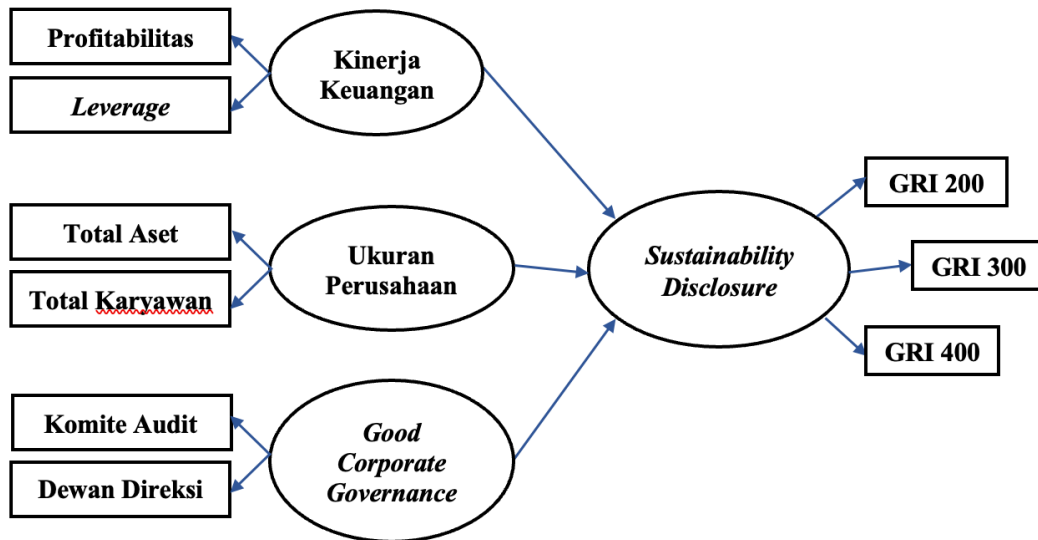 Profitabilitas
Leverage
Kinerja
Keuangan
Total Aset
Total Karyawan
Ukuran
Perusahaan
Komite Audit
Dewan Direksi
Good
Corporate
Governance
Sustainability
Disclosure
GRI 200
GRI 300
GRI 400